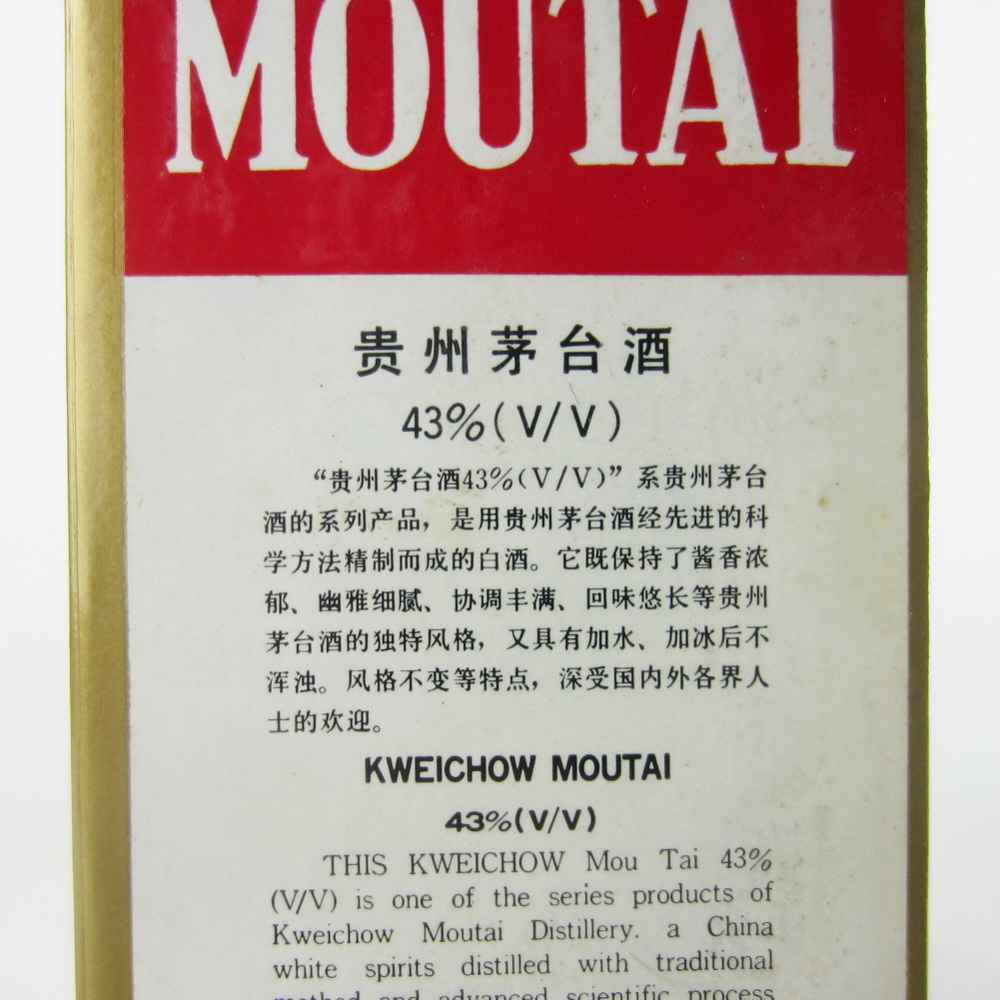 MOUTAI
贵州茅台酒
43%(V/V)
“贵州茅台酒43%(V/V)”系贵州茅台
酒的系列产品，是用贵州茅台酒经先进的科
学方法精制而成的白酒。它既保持了酱香浓
郁、幽雅细腻、协调丰满、回味悠长等贵州
茅台酒的独特风格，又具有加水、加冰后不
浑浊。风格不变等特点，深受国内外各界人
士的欢迎。
KWEICHOW MOUTAI
43%(V/V)
THIS KWEICHOW Mou Tai 43%
(V/V) is one of the series products of
Kweichow Moutai Distillery. a China
white spirits distilled with traditional
method and advanced scientific process